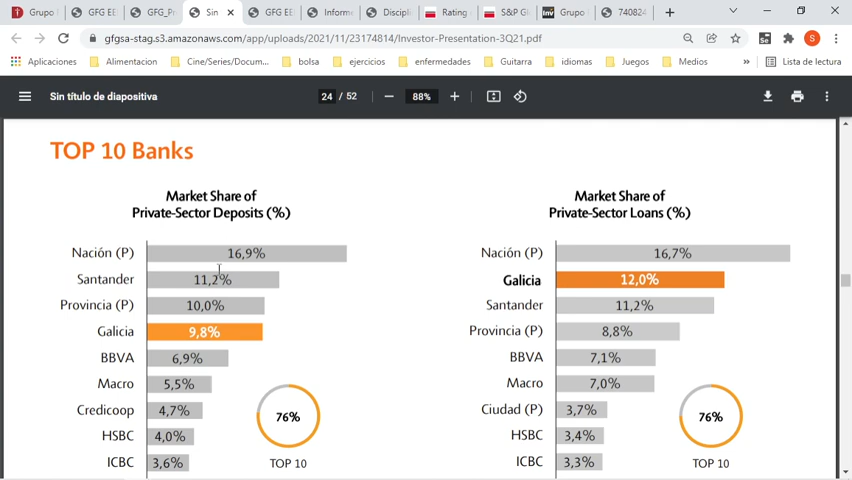 Grupo
GFG EE
GFG_Pr
Sin
GFG EE
Informe
Discipl
Rating
S&P Gl
Grupo
740824
gfgsa-stag.s3.amazonaws.com/app/uploads/2021/11/23174814/Investor-Presentation-3Q21.pdf
Aplicaciones
Alimentacion
Cine/Series/Docum...
bolsa
ejercicios
enfermedades
Guitarra
idiomas
Juegos
Medios
»
Lista de lectura
Sin título de diapositiva
24 / 52
88%
TOP 10 Banks
Market Share of
Private-Sector Deposits (%)
Nación (P) 16,9%
Santander 11,2%
Provincia (P) 10,0%
Galicia 9,8%
BBVA 6,9%
Macro 5,5%
Credicoop 4,7%
HSBC 4,0%
ICBC 3,6%
76%
TOP 10
Market Share of
Private-Sector Loans (%)
Nación (P) 16,7%
Galicia 12,0%
Santander 11,2%
Provincia (P) 8,8%
BBVA 7,1%
Macro 7,0%
Ciudad (P) 3,7%
HSBC 3,4%
ICBC 3,3%
76%
TOP 10